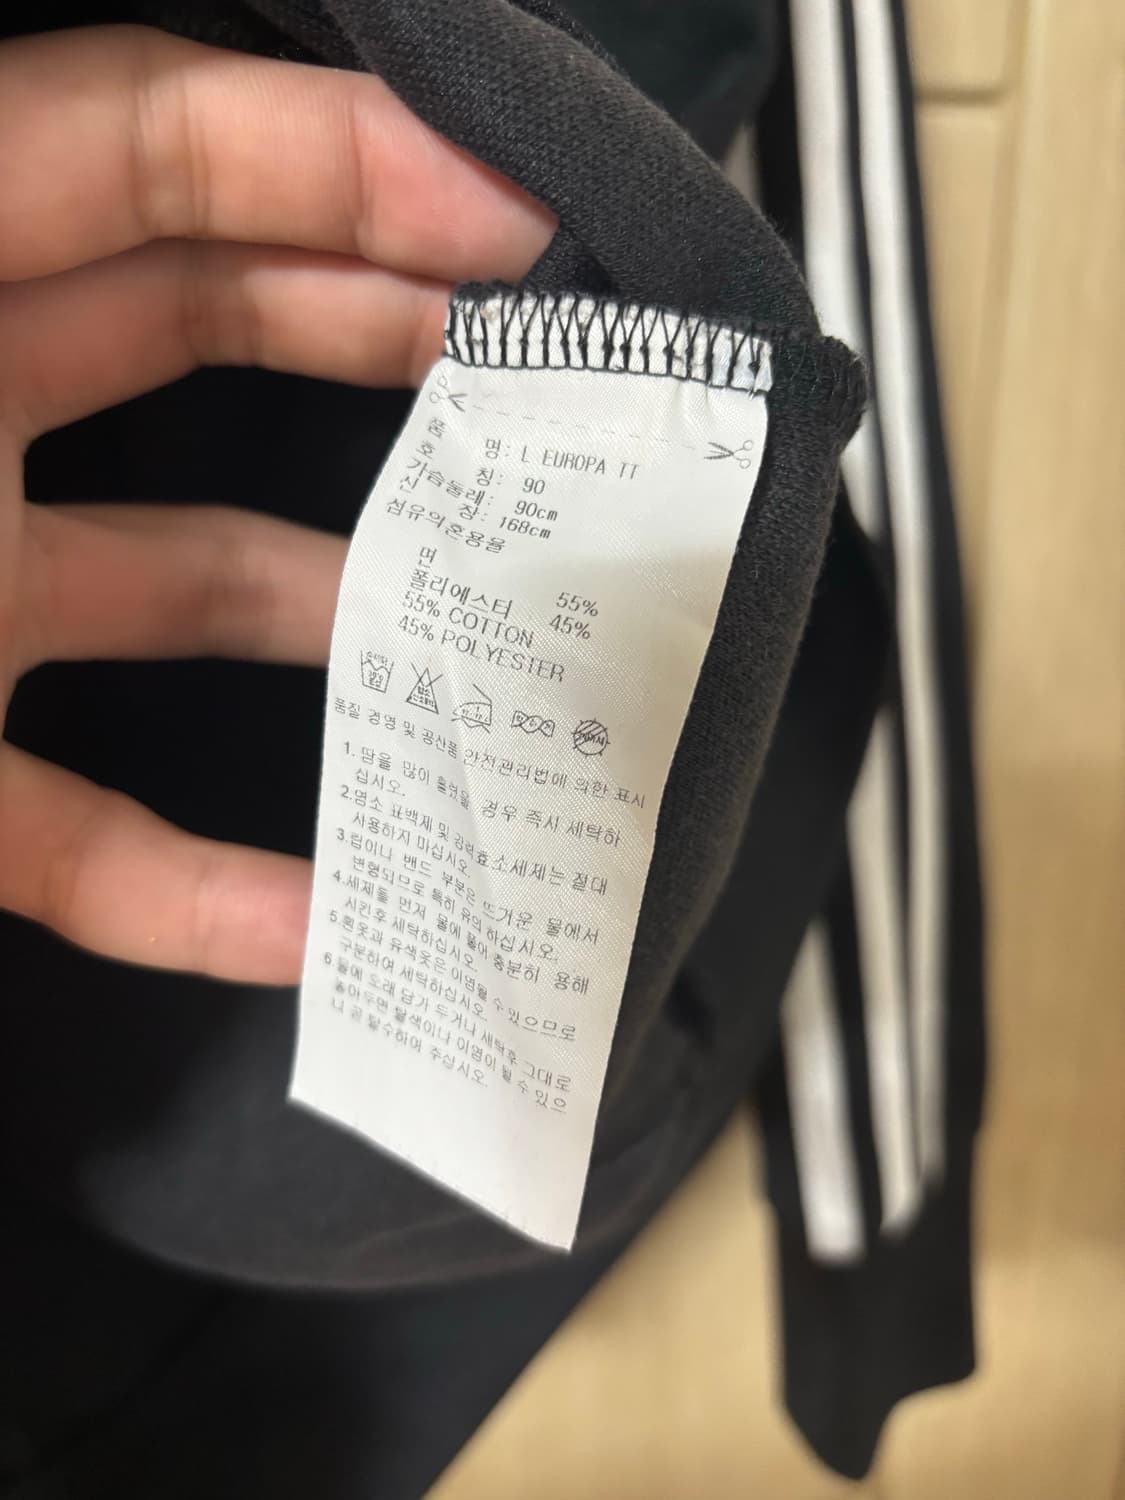 품 명: L EUROPA TT
호 칭: 90
가슴둘레: 90cm
신 장: 168cm
섬유의혼용율
면 55%
폴리에스터 45%
55% COTTON
45% POLYESTER
품질 경영 및 공산품 안전관리법에 의한 표시
1. 땀을 많이 흘렸을 경우 즉시 세탁하
십시오.
2.염소 표백제 및 강력효소세제는 절대
사용하지 마십시오.
3.립이나 밴드 부분은 뜨거운 물에서
변형되므로 특히 유의 하십시오.
4.세제를 먼저 물에 풀어 충분히 용해
시킨후 세탁하십시오.
5.흰옷과 유색옷은 이염될 수 있으므로
구분하여 세탁하십시오.
6.물에 오래 담가 두거나 세탁후 그대로
놓아두면 탈색이나 이염이 될 수 있으
니 곧 탈수하여 주십시오.